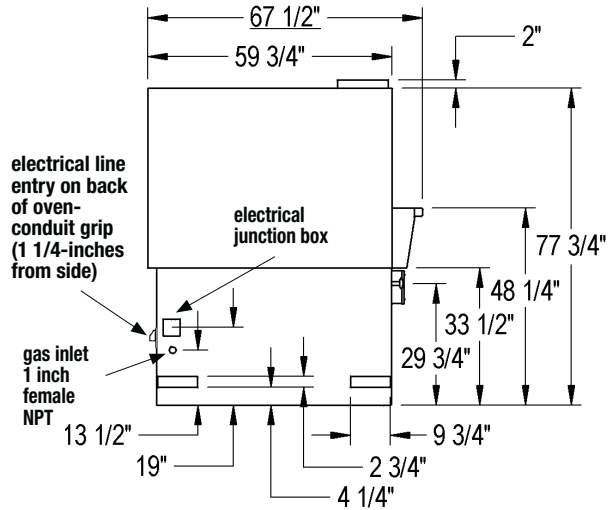 67 1/2"
2"
59 3/4"
electrical line
entry on back
of oven-
conduit grip
(1 1/4-inches
from side)
electrical
junction box
77 3/4"
48 1/4"
33 1/2"
29 3/4"
gas inlet
1 inch
female
NPT
13 1/2"
9 3/4"
19"
2 3/4"
4 1/4"